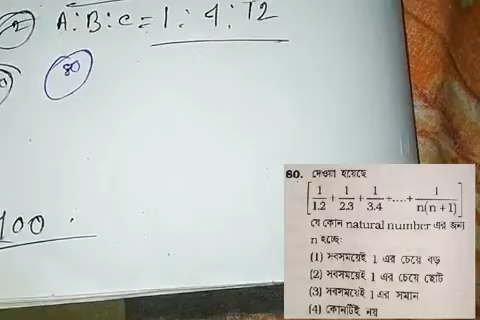 A:B:C = 1: 4: 12
80
100
80. দেওয়া হয়েছে
[1/1.2 + 1/2.3 + 1/3.4 +....+ 1/n(n+1)]
যে কোন natural number এর জন্য
n হচ্ছে:
(1) সবসময়েই 1 এর চেয়ে বড়
(2) সবসময়েই 1 এর চেয়ে ছোট
(3) সবসময়েই 1 এর সমান
(4) কোনটিই নয়